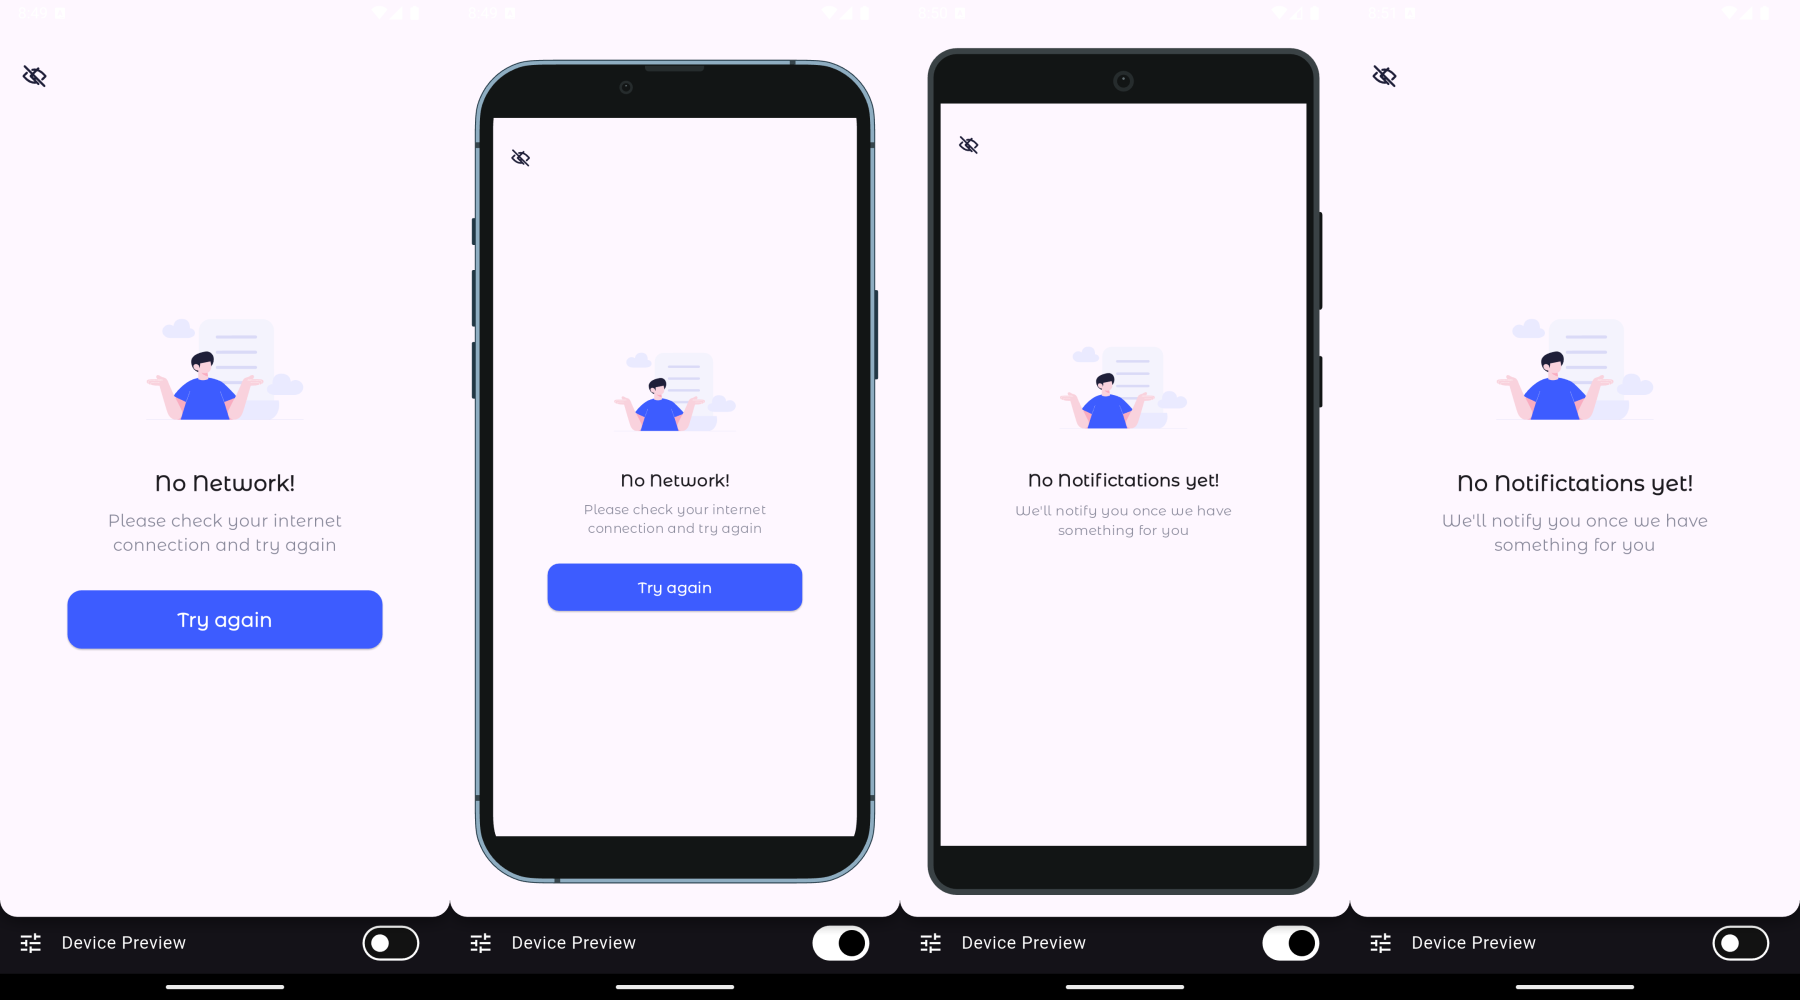 No Network!
Please check your internet
connection and try again
Try again
Device Preview
No Network!
Please check your internet
connection and try again
Try again
Device Preview
No Notifictations yet!
We'll notify you once we have
something for you
Device Preview
No Notifictations yet!
We'll notify you once we have
something for you
Device Preview